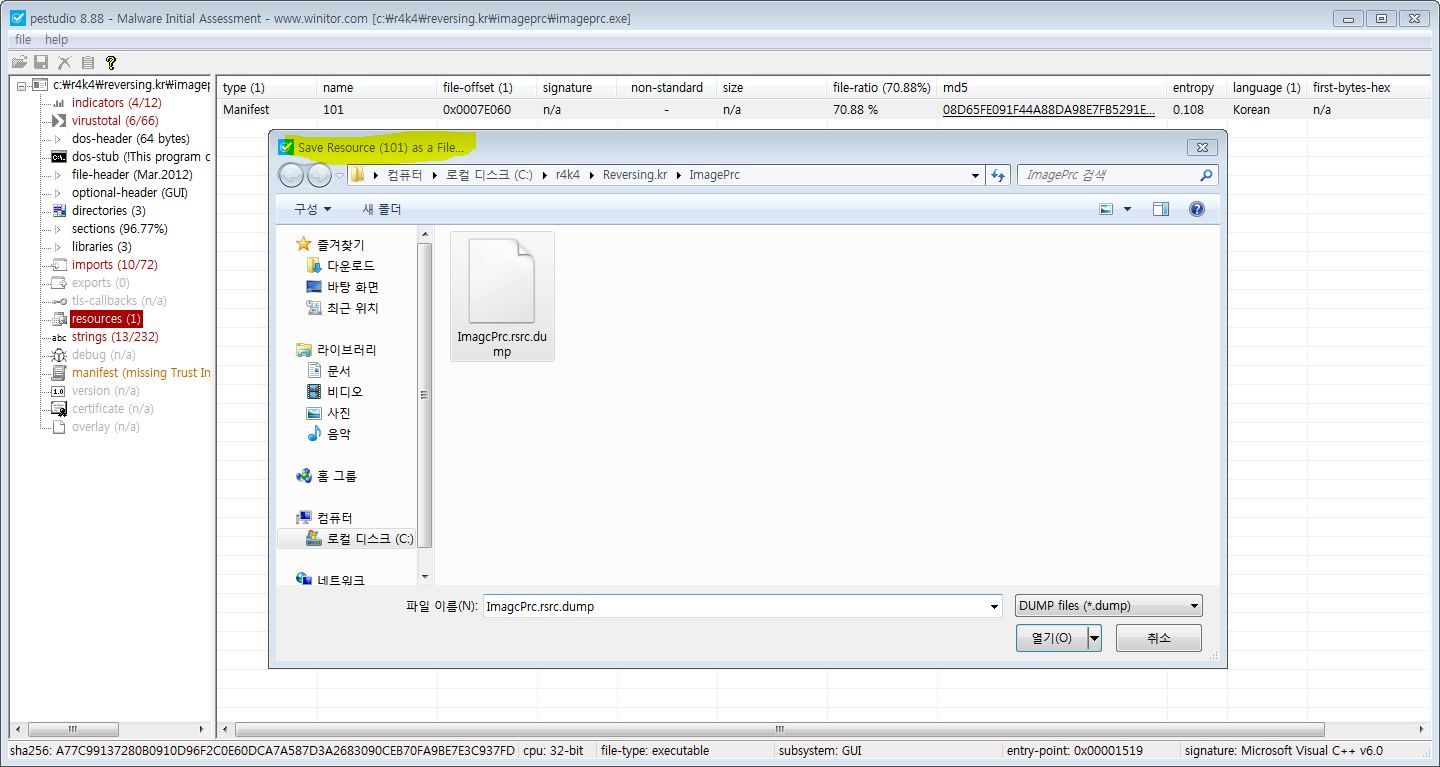 pestudio 8.88 - Malware Initial Assessment - www.winitor.com [c:₩r4k4₩reversing.kr₩imageprc₩imageprc.exe]
file help
c:₩r4k4₩reversing.kr₩imagep
indicators (4/12)
virustotal (6/66)
dos-header (64 bytes)
dos-stub (!This program c
file-header (Mar.2012)
optional-header (GUI)
directories (3)
sections (96.77%)
libraries (3)
imports (10/72)
exports (0)
tls-callbacks (n/a)
resources (1)
strings (13/232)
debug (n/a)
manifest (missing Trust In
version (n/a)
certificate (n/a)
overlay (n/a)
type (1) name file-offset (1) signature non-standard size file-ratio (70.88%) md5 entropy language (1) first-bytes-hex
Manifest 101 0x0007E060 n/a - n/a 70.88 % 08D65FE091F44A88DA98E7FB5291E... 0.108 Korean n/a
Save Resource (101) as a File...
컴퓨터 로컬 디스크 (C:) r4k4 Reversing.kr ImagePrc
ImagePrc 검색
구성 새 폴더
즐겨찾기
다운로드
바탕 화면
최근 위치
라이브러리
문서
비디오
사진
음악
홈 그룹
컴퓨터
로컬 디스크 (C:)
네트워크
ImagcPrc.rsrc.du
mp
파일 이름(N): ImagcPrc.rsrc.dump DUMP files (*.dump)
열기(O) 취소
sha256: A77C99137280B0910D96F2C0E60DCA7A587D3A2683090CEB70FA9BE7E3C937FD cpu: 32-bit file-type: executable subsystem: GUI entry-point: 0x00001519 signature: Microsoft Visual C++ v6.0